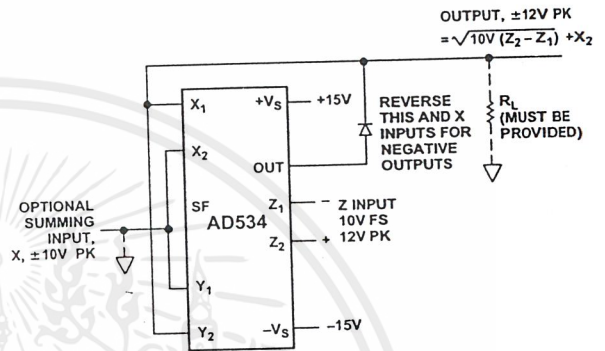 OUTPUT, ±12V PK
=√10V (Z2 – Z1) +X2
X1
+VS
+15V
REVERSE
THIS AND X
INPUTS FOR
NEGATIVE
OUTPUTS
RL
(MUST BE
PROVIDED)
X2
OUT
OPTIONAL
SUMMING
INPUT,
X, ±10V PK
SF
AD534
Z1
–
Z INPUT
10V FS
12V PK
Z2
+
Y1
Y2
–VS
–15V